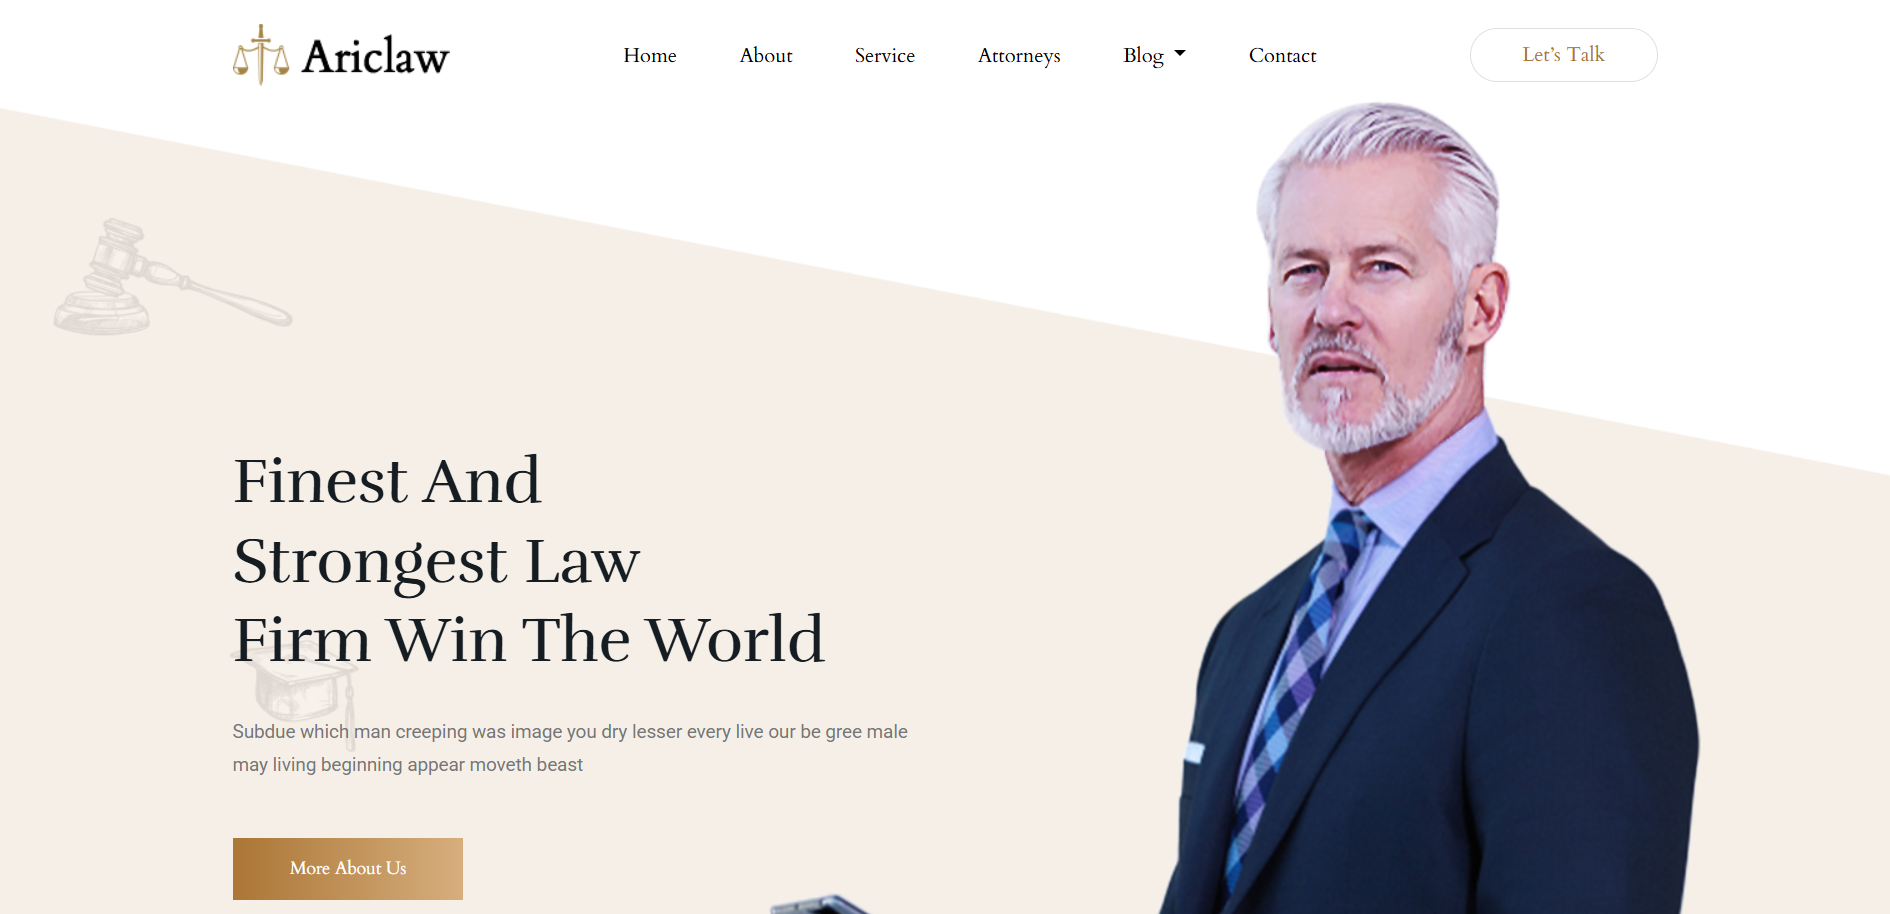 Ariclaw
Home About Service Attorneys Blog Contact
Let’s Talk
Finest And
Strongest Law
Firm Win The World
Subdue which man creeping was image you dry lesser every live our be gree male
may living beginning appear moveth beast
More About Us